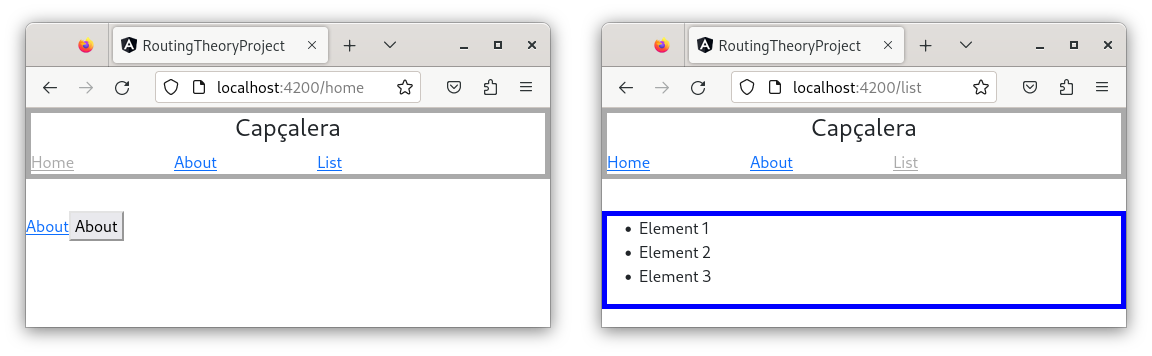 RoutingTheoryProject
localhost:4200/home
Capçalera
Home About List
About About
RoutingTheoryProject
localhost:4200/list
Capçalera
Home About List
Element 1
Element 2
Element 3